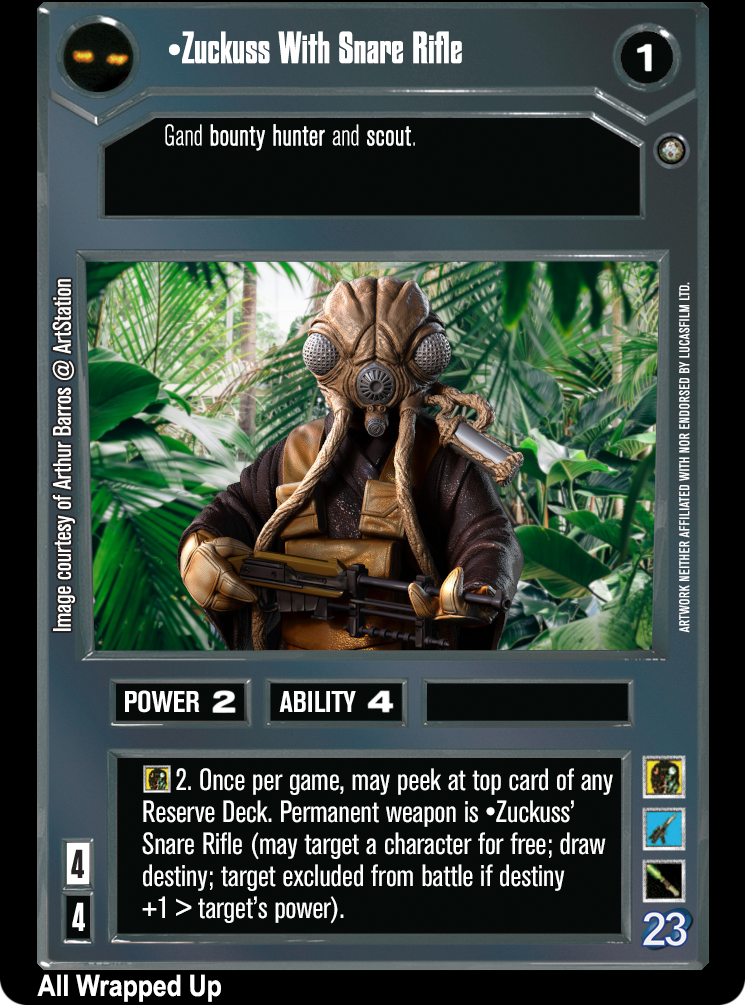 •Zuckuss With Snare Rifle
1
Gand bounty hunter and scout.
Image courtesy of Arthur Barros @ ArtStation
ARTWORK NEITHER AFFILIATED WITH NOR ENDORSED BY LUCASFILM LTD.
POWER 2
ABILITY 4
2. Once per game, may peek at top card of any
Reserve Deck. Permanent weapon is •Zuckuss'
Snare Rifle (may target a character for free; draw
destiny; target excluded from battle if destiny
+1 > target's power).
4
4
23
All Wrapped Up